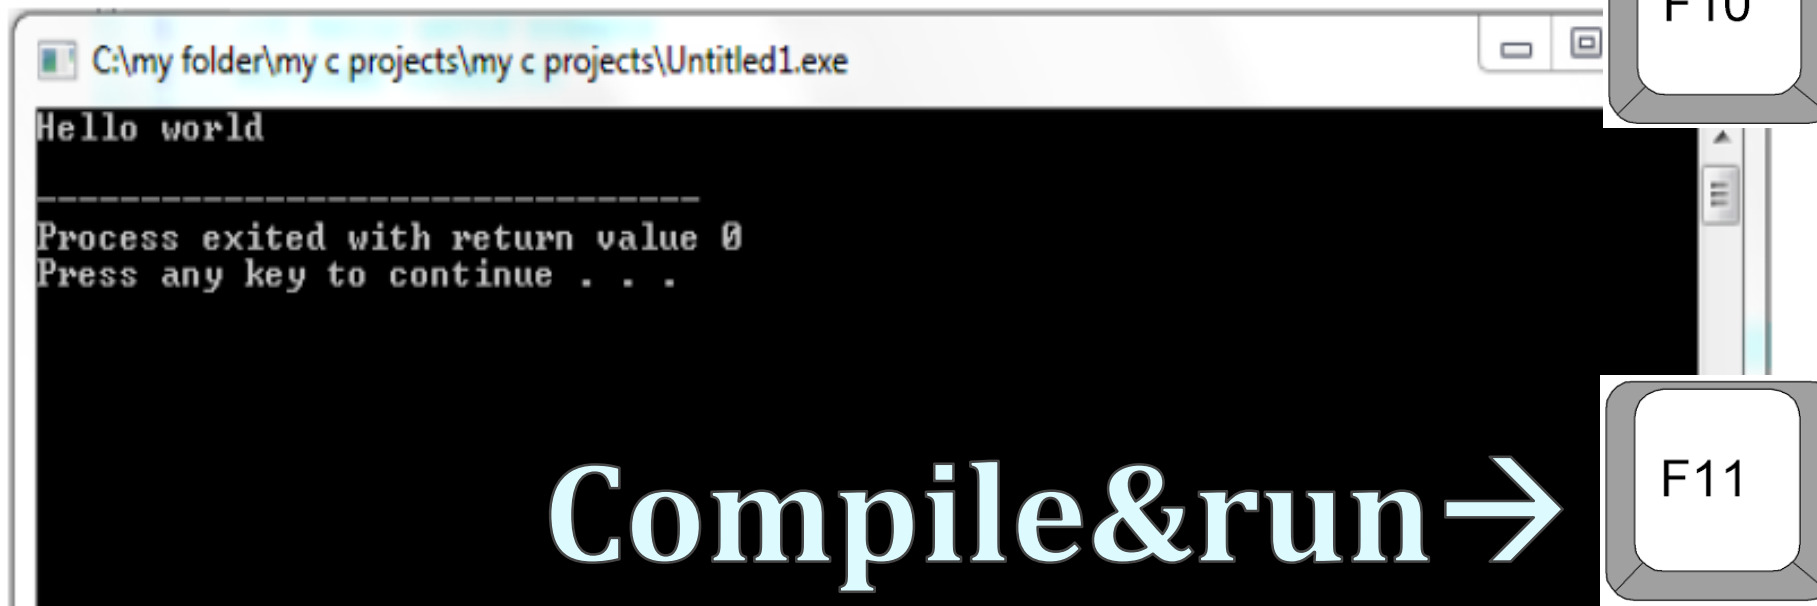 F10
C:\my folder\my c projects\my c projects\Untitled1.exe
Hello world
--------------------------------
Process exited with return value 0
Press any key to continue . . .
Compile&run→
F11